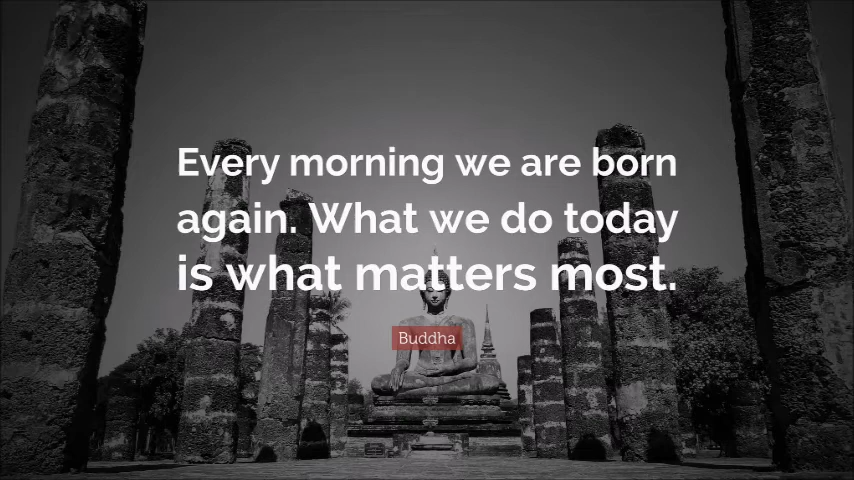 Every morning we are born
again. What we do today
is what matters most.
Buddha